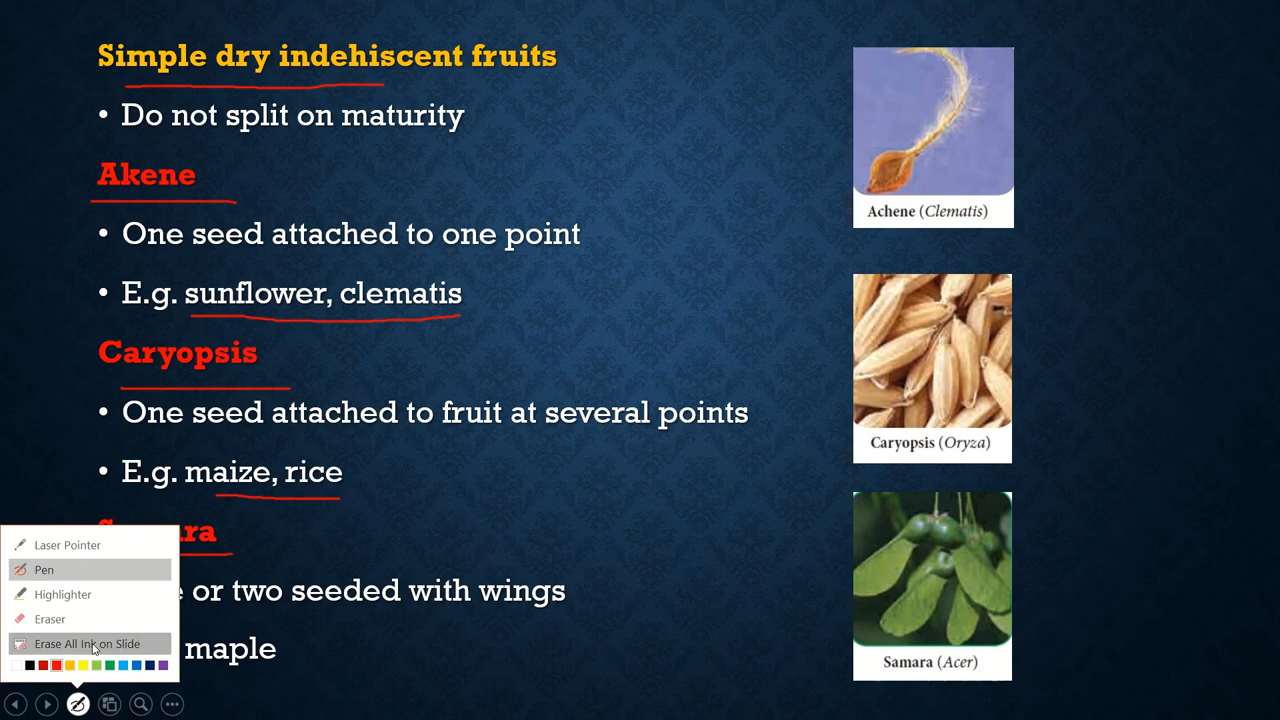 Simple dry indehiscent fruits
• Do not split on maturity
Akene
• One seed attached to one point
• E.g. sunflower, clematis
Caryopsis
• One seed attached to fruit at several points
• E.g. maize, rice
or two seeded with wings
maple
Achene (Clematis)
Caryopsis (Oryza)
Samara (Acer)
Laser Pointer
Pen
Highlighter
Eraser
Erase All Ink on Slide